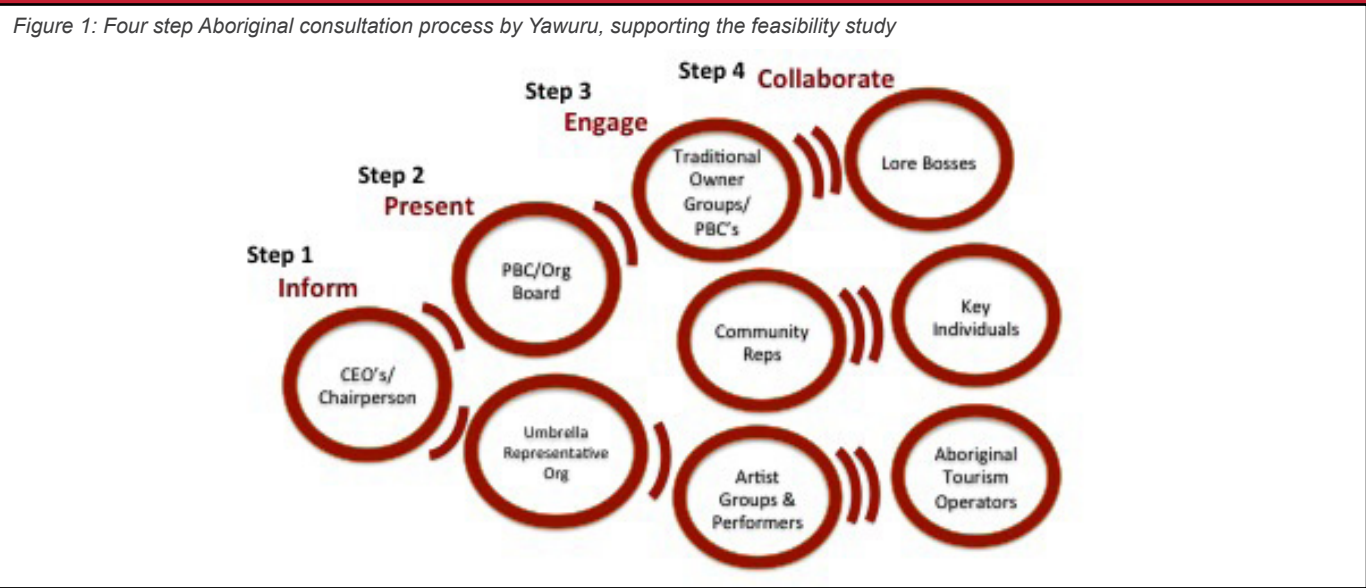 Figure 1: Four step Aboriginal consultation process by Yawuru, supporting the feasibility study
Step 1
Inform
CEO's/
Chairperson
Step 2
Present
PBC/Org
Board
Umbrella
Representative
Org
Step 3
Engage
Traditional
Owner
Groups/
PBC's
Community
Reps
Artist
Groups &
Performers
Step 4
Collaborate
Lore Bosses
Key
Individuals
Aboriginal
Tourism
Operators